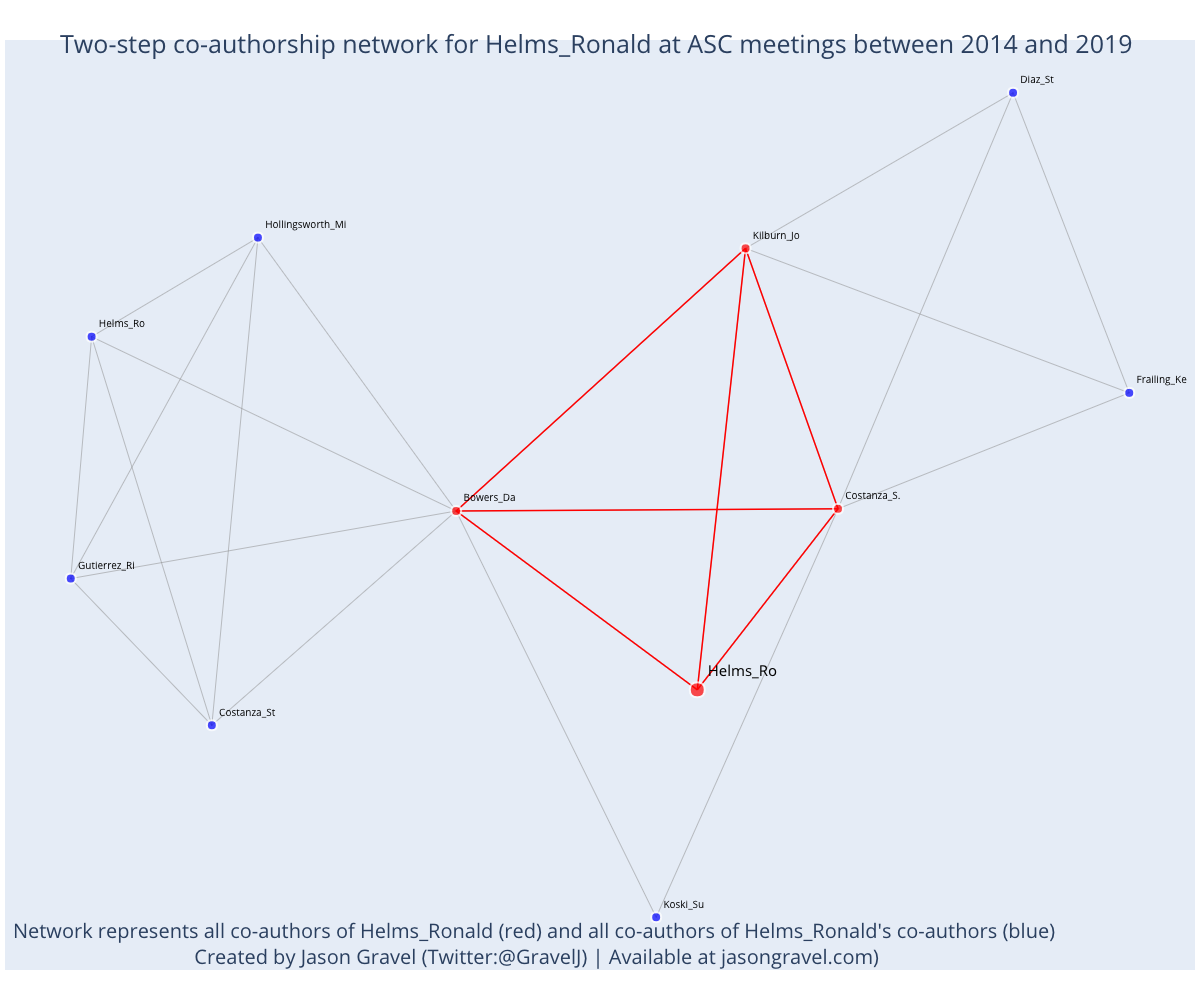 Two-step co-authorship network for Helms_Ronald at ASC meetings between 2014 and 2019
Diaz_St
Hollingsworth_Mi
Kilburn_Jo
Helms_Ro
Frailing_Ke
Bowers_Da
Costanza_S.
Gutierrez_Ri
Helms_Ro
Costanza_St
Koski_Su
Network represents all co-authors of Helms_Ronald (red) and all co-authors of Helms_Ronald's co-authors (blue)
Created by Jason Gravel (Twitter:@GravelJ) | Available at jasongravel.com)